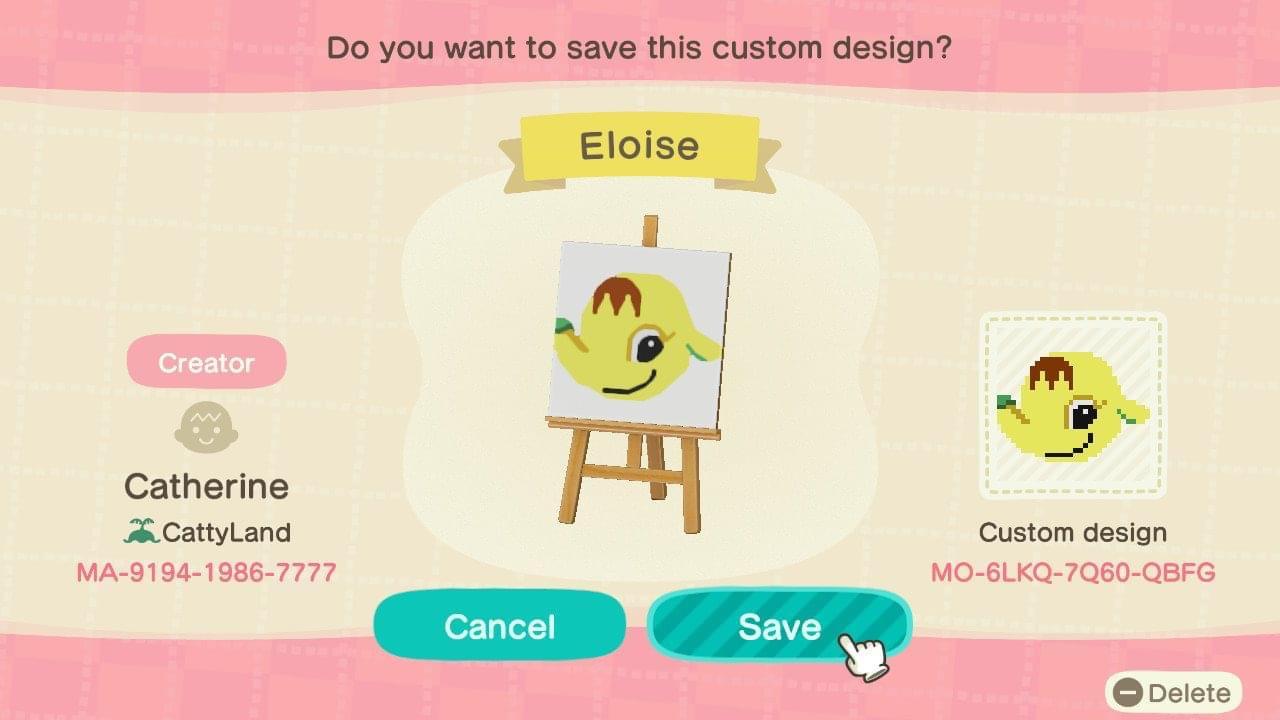 Do you want to save this custom design?
Eloise
Creator
Catherine
CattyLand
MA-9194-1986-7777
Custom design
MO-6LKQ-7Q60-QBFG
Cancel
Save
Delete